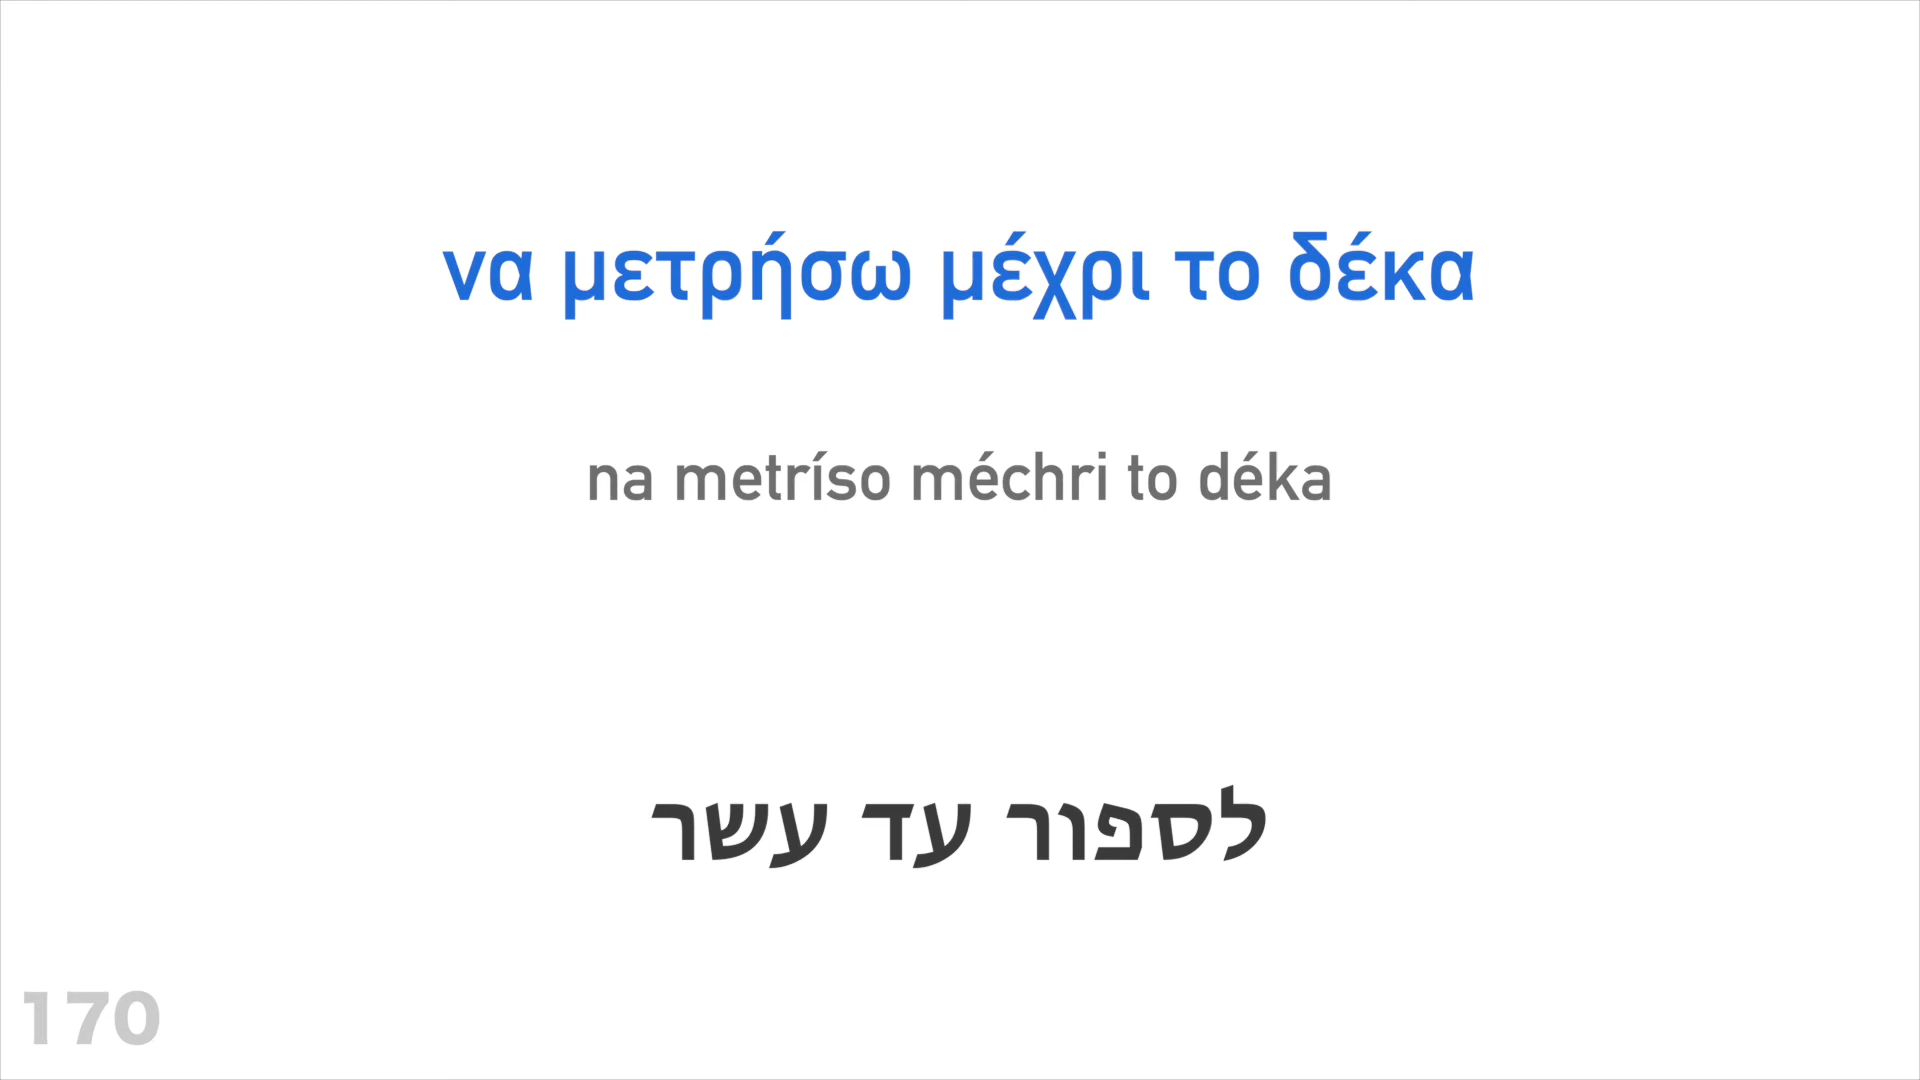 να μετρήσω μέχρι το δέκα
na metríso méchri to déka
לספור עד עשר
170